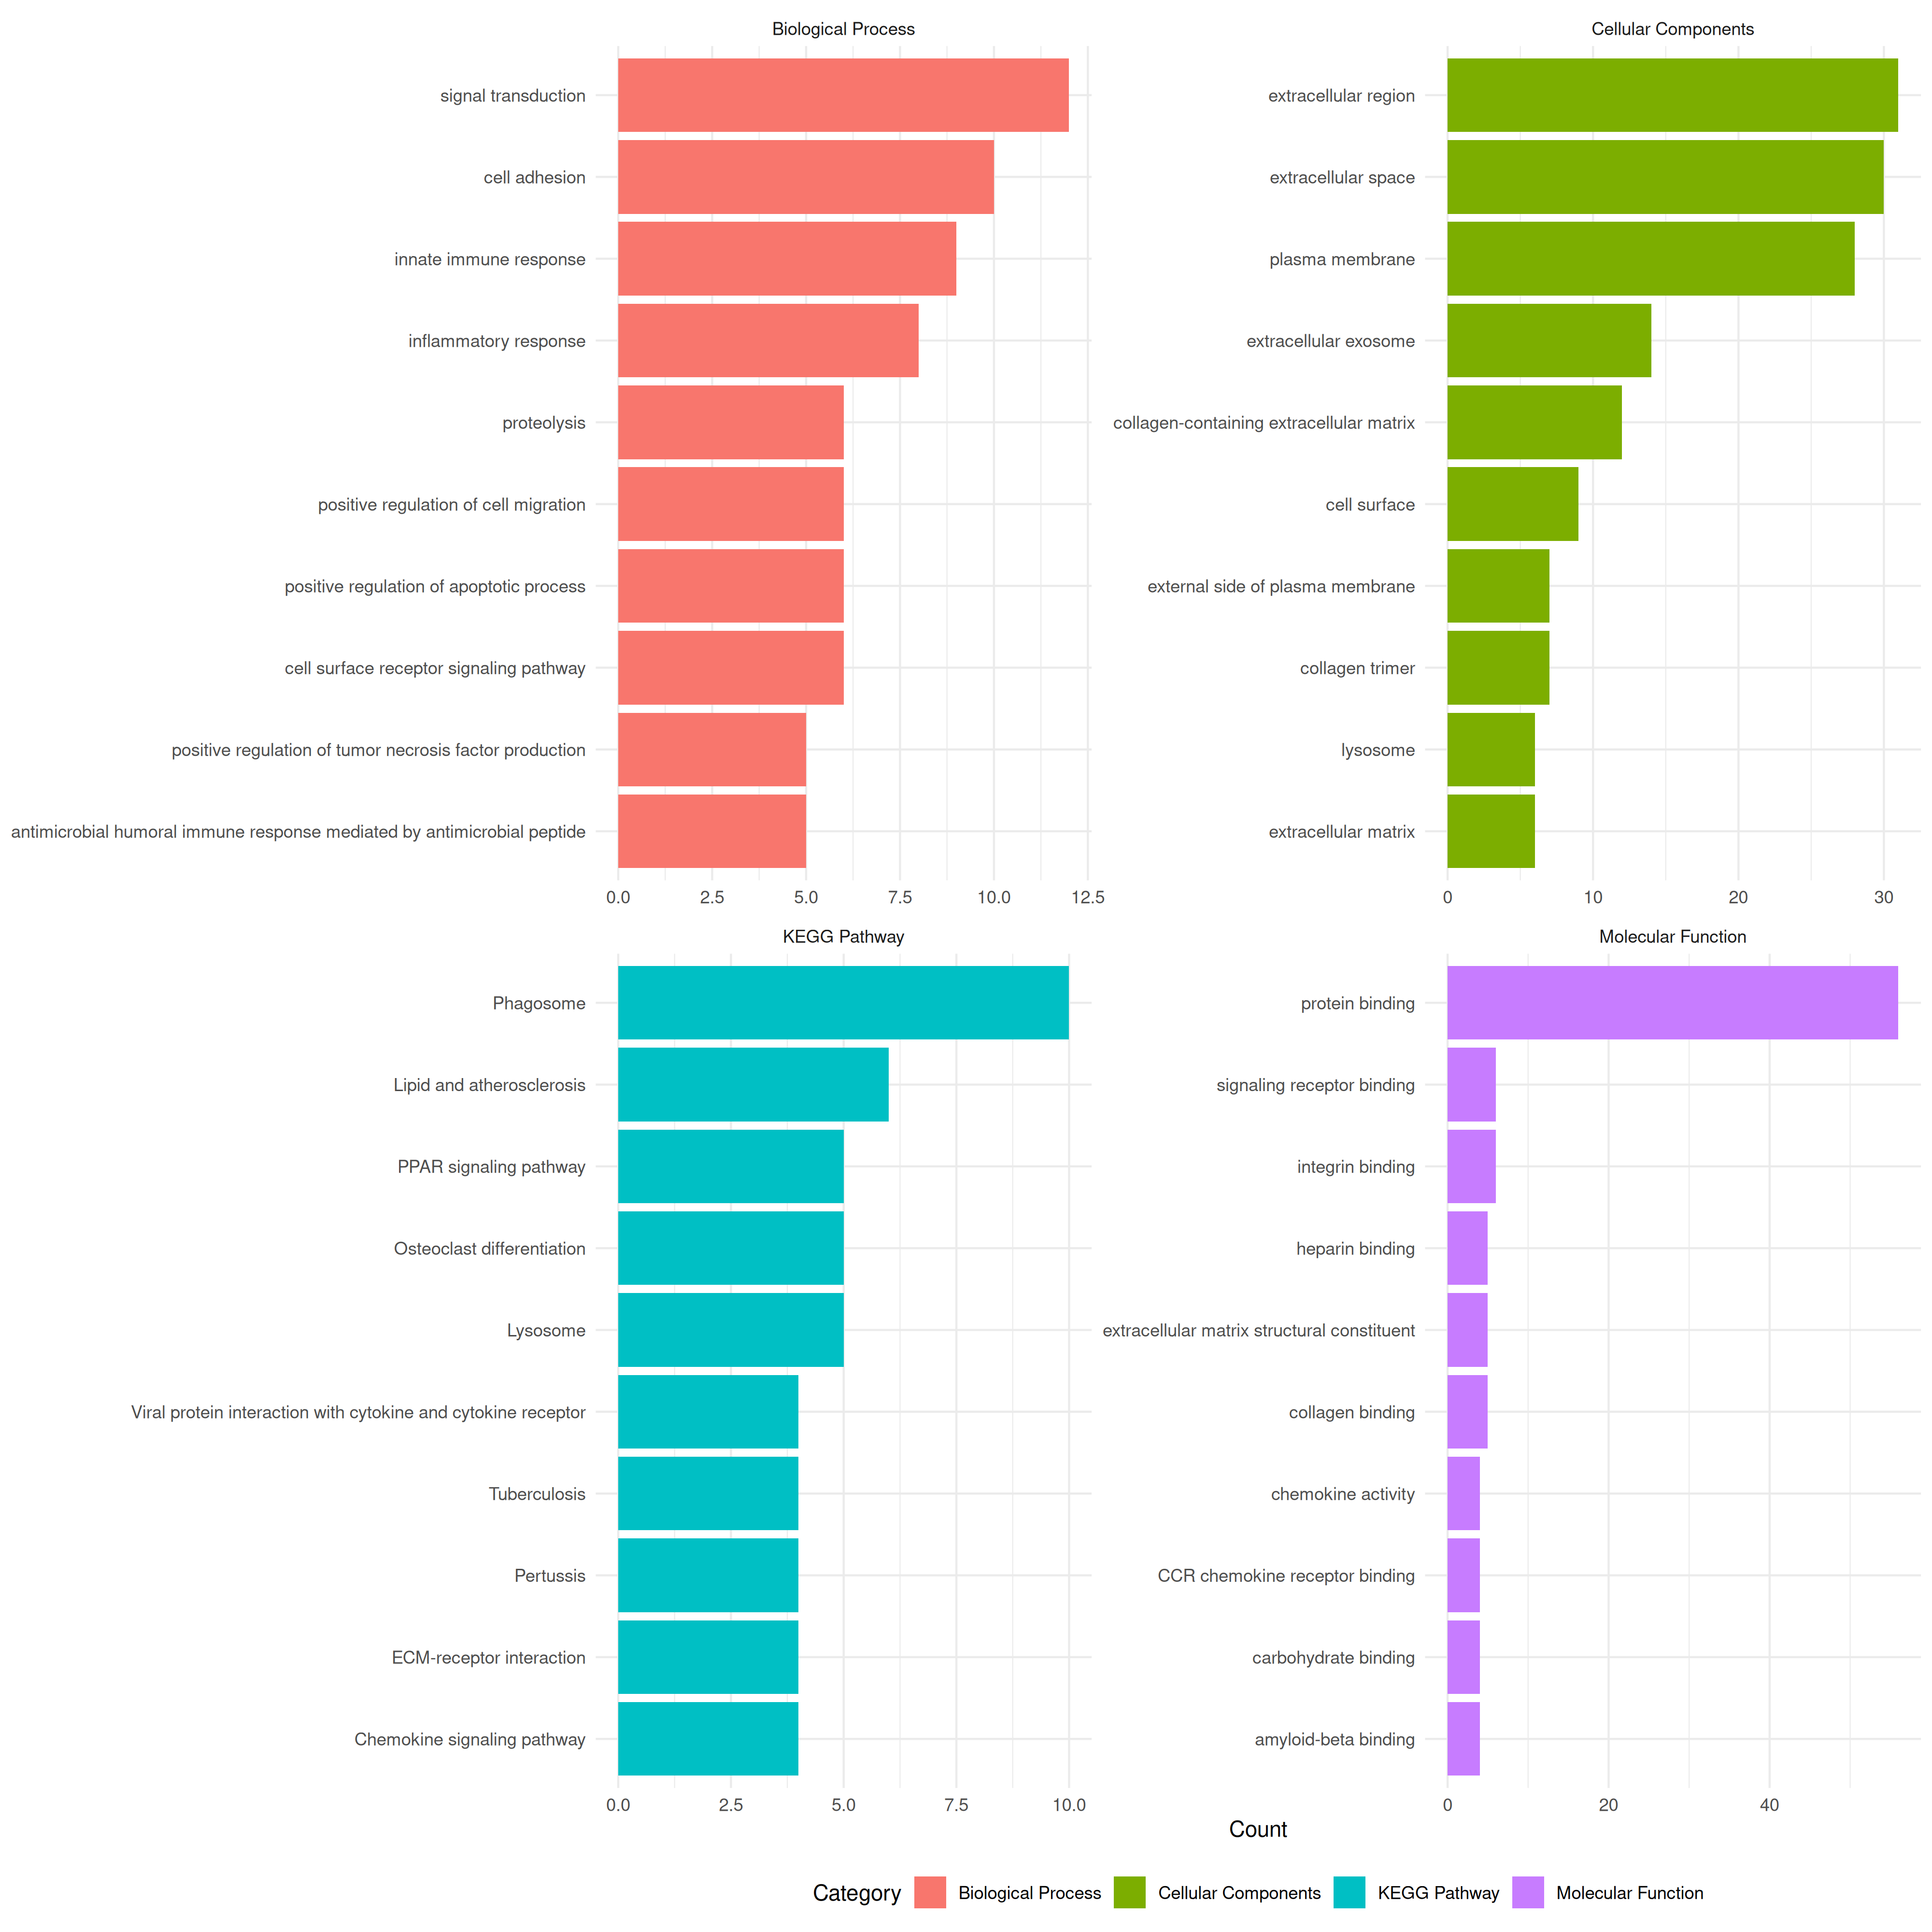 Biological Process
signal transduction
cell adhesion
innate immune response
inflammatory response
proteolysis
positive regulation of cell migration
positive regulation of apoptotic process
cell surface receptor signaling pathway
positive regulation of tumor necrosis factor production
antimicrobial humoral immune response mediated by antimicrobial peptide
0.0 2.5 5.0 7.5 10.0 12.5
Cellular Components
extracellular region
extracellular space
plasma membrane
extracellular exosome
collagen-containing extracellular matrix
cell surface
external side of plasma membrane
collagen trimer
lysosome
extracellular matrix
0 10 20 30
KEGG Pathway
Phagosome
Lipid and atherosclerosis
PPAR signaling pathway
Osteoclast differentiation
Lysosome
Viral protein interaction with cytokine and cytokine receptor
Tuberculosis
Pertussis
ECM-receptor interaction
Chemokine signaling pathway
0.0 2.5 5.0 7.5 10.0
Molecular Function
protein binding
signaling receptor binding
integrin binding
heparin binding
extracellular matrix structural constituent
collagen binding
chemokine activity
CCR chemokine receptor binding
carbohydrate binding
amyloid-beta binding
0 20 40
Count
Category Biological Process Cellular Components KEGG Pathway Molecular Function